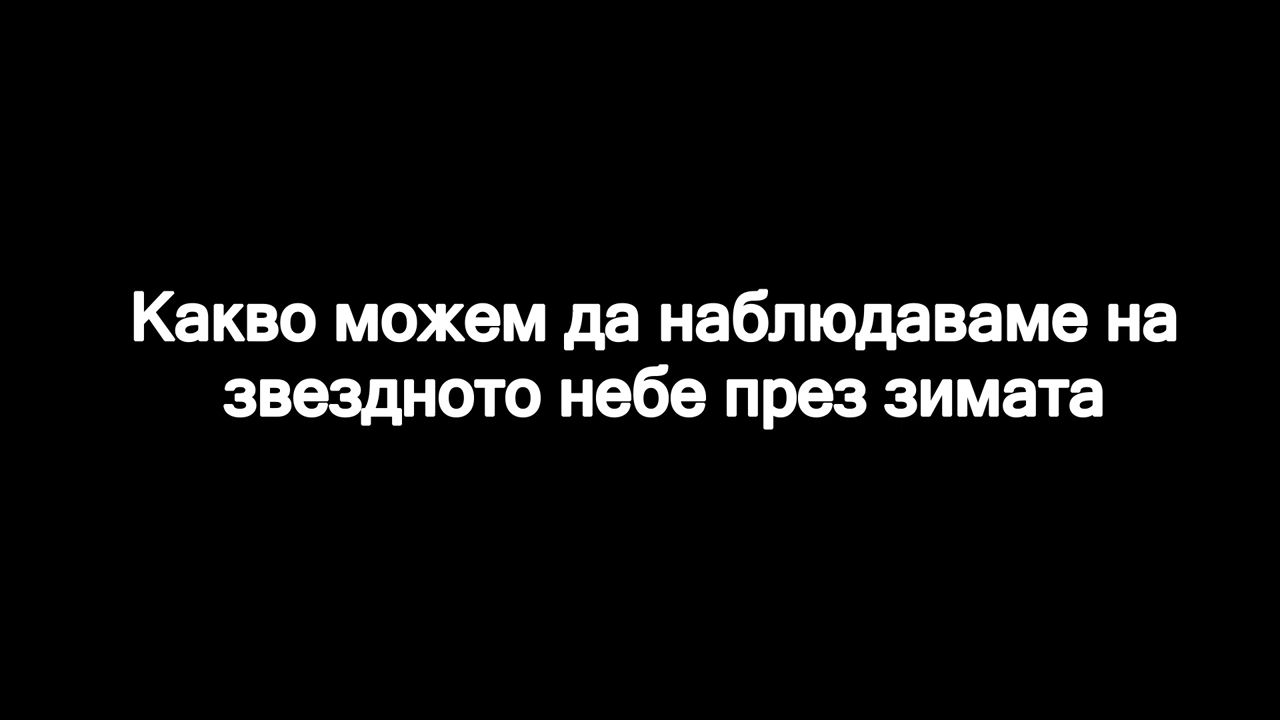 Какво можем да наблюдаваме на
звездното небе през зимата